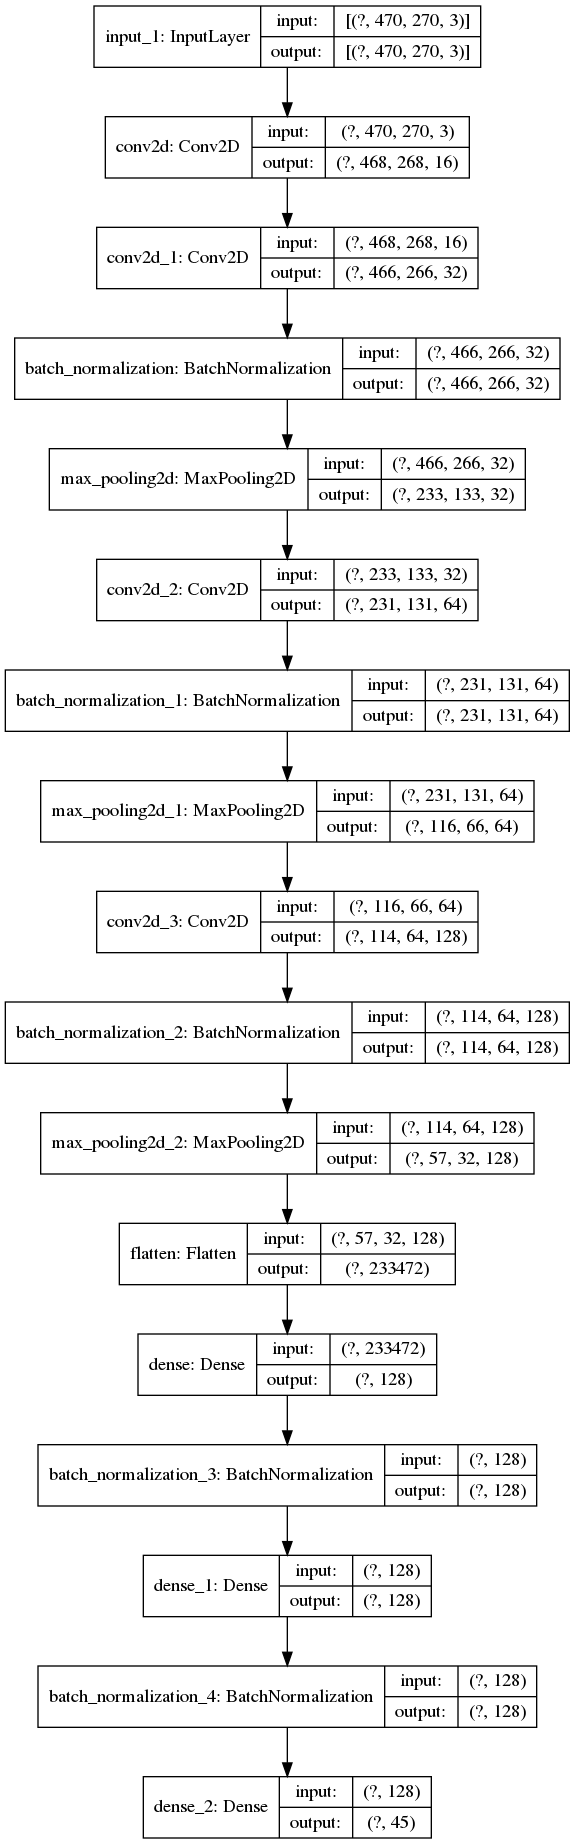 input_1: InputLayer
input: [(?, 470, 270, 3)]
output: [(?, 470, 270, 3)]
conv2d: Conv2D
input: (?, 470, 270, 3)
output: (?, 468, 268, 16)
conv2d_1: Conv2D
input: (?, 468, 268, 16)
output: (?, 466, 266, 32)
batch_normalization: BatchNormalization
input: (?, 466, 266, 32)
output: (?, 466, 266, 32)
max_pooling2d: MaxPooling2D
input: (?, 466, 266, 32)
output: (?, 233, 133, 32)
conv2d_2: Conv2D
input: (?, 233, 133, 32)
output: (?, 231, 131, 64)
batch_normalization_1: BatchNormalization
input: (?, 231, 131, 64)
output: (?, 231, 131, 64)
max_pooling2d_1: MaxPooling2D
input: (?, 231, 131, 64)
output: (?, 116, 66, 64)
conv2d_3: Conv2D
input: (?, 116, 66, 64)
output: (?, 114, 64, 128)
batch_normalization_2: BatchNormalization
input: (?, 114, 64, 128)
output: (?, 114, 64, 128)
max_pooling2d_2: MaxPooling2D
input: (?, 114, 64, 128)
output: (?, 57, 32, 128)
flatten: Flatten
input: (?, 57, 32, 128)
output: (?, 233472)
dense: Dense
input: (?, 233472)
output: (?, 128)
batch_normalization_3: BatchNormalization
input: (?, 128)
output: (?, 128)
dense_1: Dense
input: (?, 128)
output: (?, 128)
batch_normalization_4: BatchNormalization
input: (?, 128)
output: (?, 128)
dense_2: Dense
input: (?, 128)
output: (?, 45)